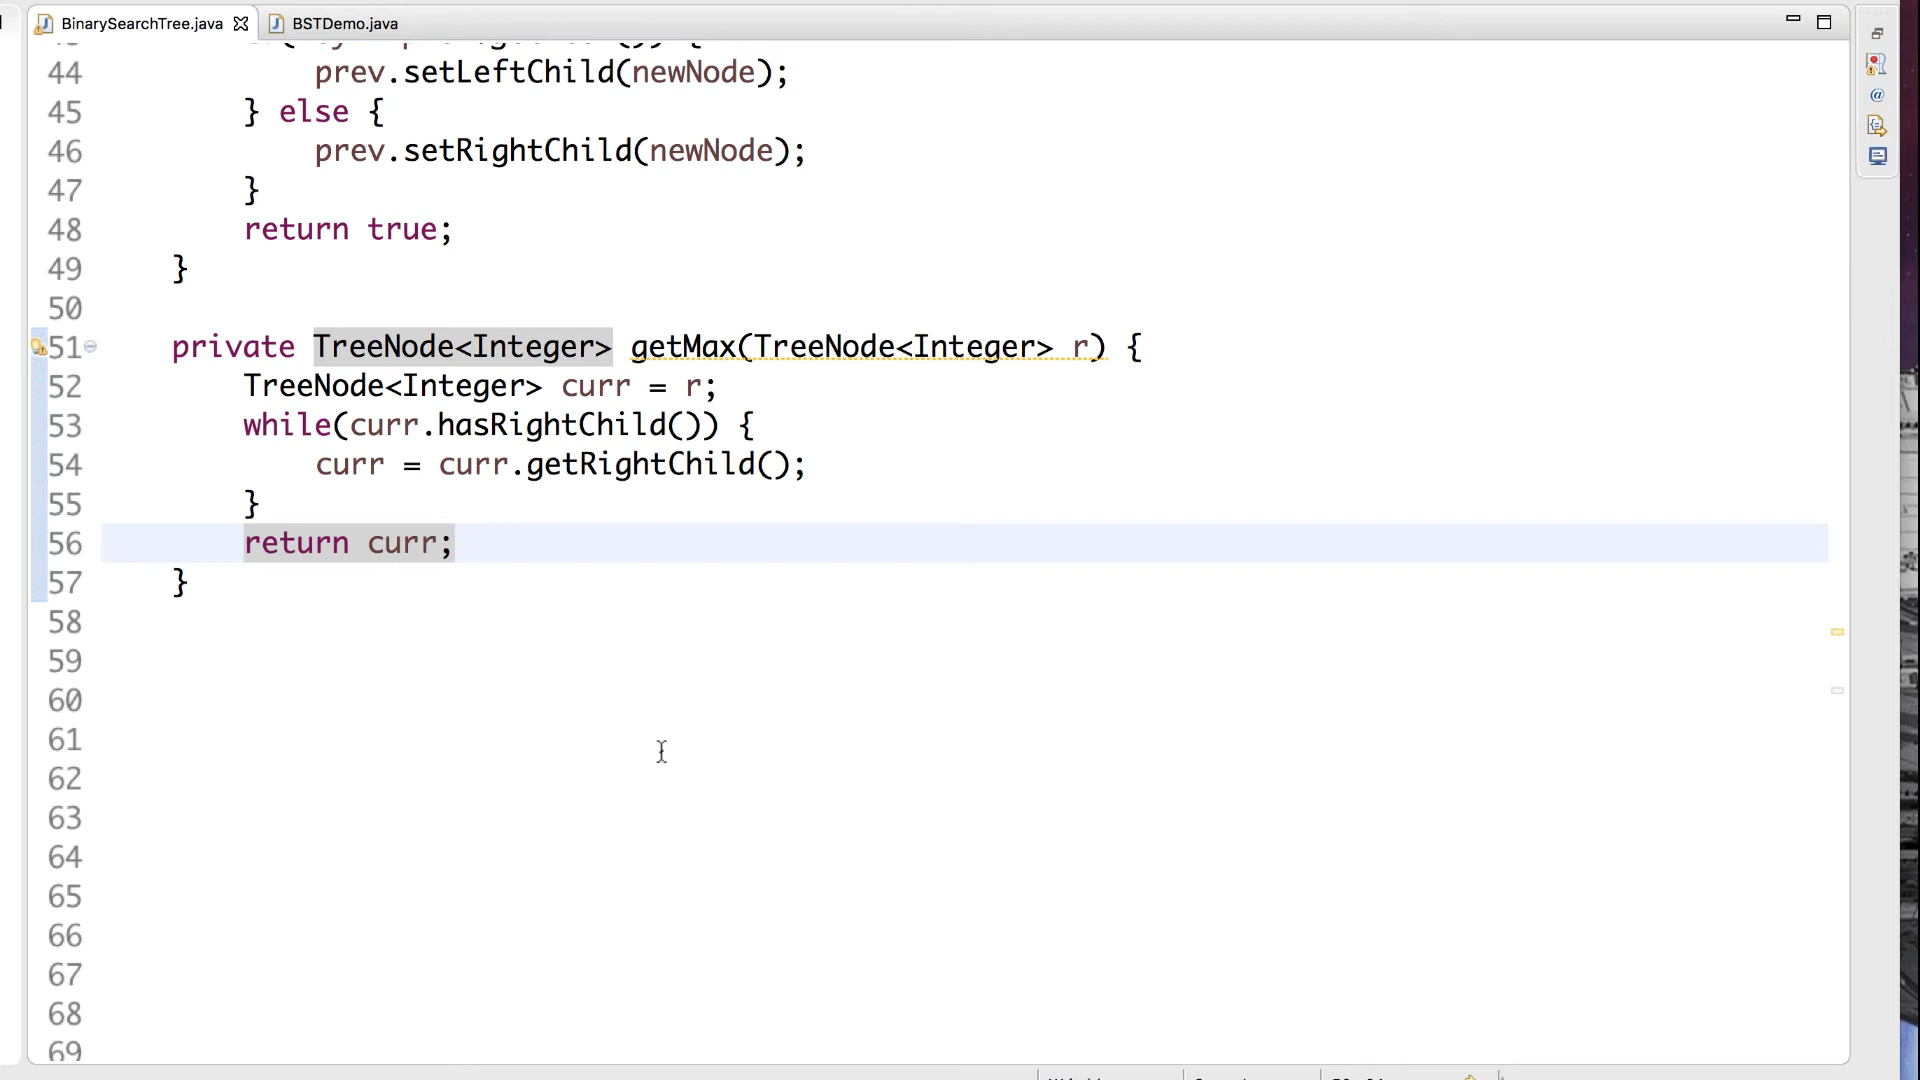 BinarySearchTree.java
BSTDemo.java
44 prev.setLeftChild(newNode);
45 } else {
46 prev.setRightChild(newNode);
47 }
48 return true;
49 }
50
51 private TreeNode<Integer> getMax(TreeNode<Integer> r) {
52 TreeNode<Integer> curr = r;
53 while(curr.hasRightChild()) {
54 curr = curr.getRightChild();
55 }
56 return curr;
57 }
58
59
60
61
62
63
64
65
66
67
68
69